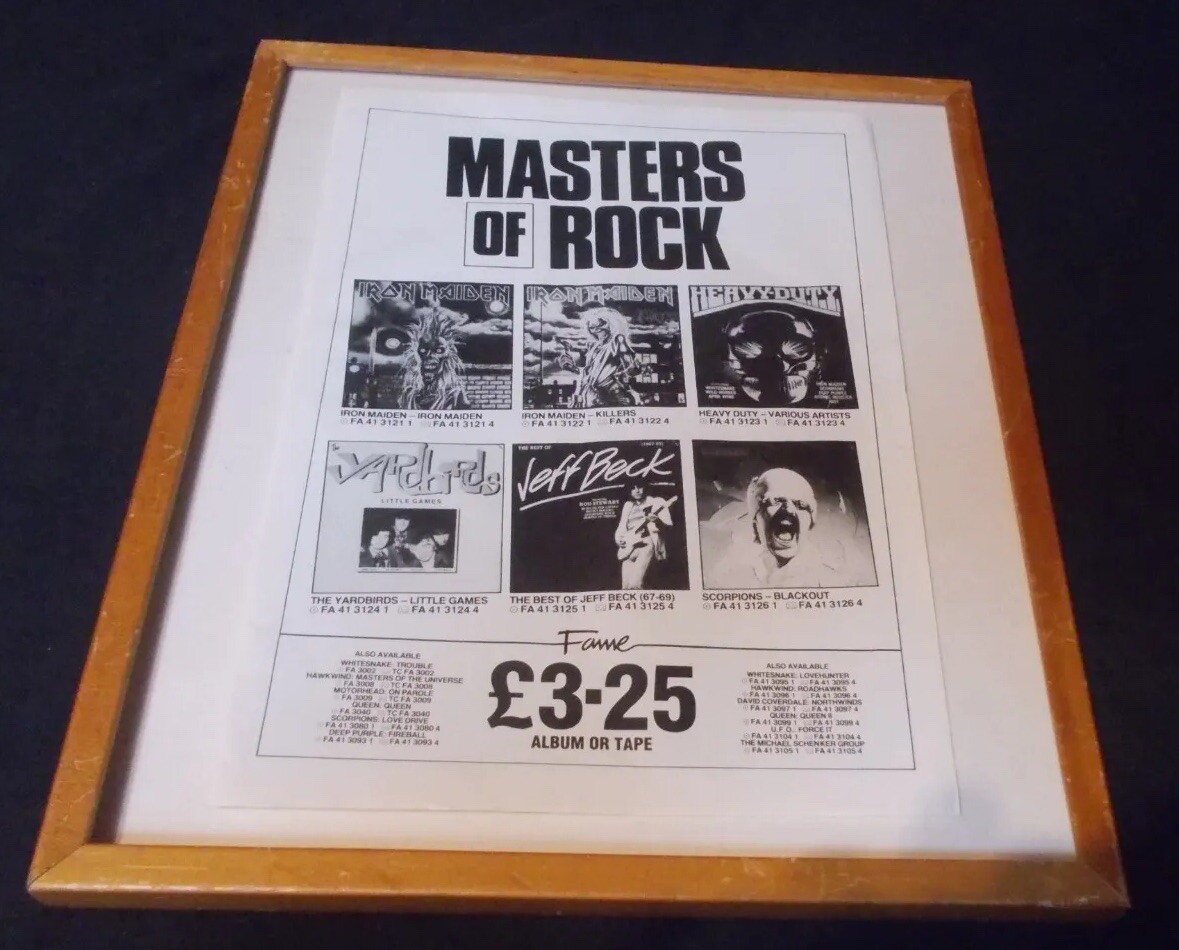 MASTERS
OF ROCK
IRON MAIDEN
IRON MAIDEN
HEAVY DUTY
IRON MAIDEN – IRON MAIDEN
FA 41 3121 1 FA 41 3121 4
IRON MAIDEN – KILLERS
FA 41 3122 1 FA 41 3122 4
HEAVY DUTY – VARIOUS ARTISTS
FA 41 3123 1 FA 41 3123 4
YARDBIRDS
LITTLE GAMES
THE BEST OF (1967-69)
Jeff Beck
ROD STEWART
THE YARDBIRDS – LITTLE GAMES
FA 41 3124 1 FA 41 3124 4
THE BEST OF JEFF BECK (67-69)
FA 41 3125 1 FA 41 3125 4
SCORPIONS – BLACKOUT
FA 41 3126 1 FA 41 3126 4
Fame
£3·25
ALBUM OR TAPE
ALSO AVAILABLE
WHITESNAKE: TROUBLE
FA 3002 TC FA 3002
HAWKWIND: MASTERS OF THE UNIVERSE
FA 3008 TC FA 3008
MOTORHEAD: ON PAROLE
FA 3009 TC FA 3009
QUEEN: QUEEN
FA 3040 TC FA 3040
SCORPIONS: LOVE DRIVE
FA 41 3080 1 FA 41 3080 4
DEEP PURPLE: FIREBALL
FA 41 3093 1 FA 41 3093 4
ALSO AVAILABLE
WHITESNAKE: LOVEHUNTER
FA 41 3095 1 FA 41 3095 4
HAWKWIND: ROADHAWKS
FA 41 3096 1 FA 41 3096 4
DAVID COVERDALE: NORTHWINDS
FA 41 3097 1 FA 41 3097 4
QUEEN: QUEEN II
FA 41 3099 1 FA 41 3099 4
U.F.O.: FORCE IT
FA 41 3104 1 FA 41 3104 4
THE MICHAEL SCHENKER GROUP
FA 41 3105 1 FA 41 3105 4